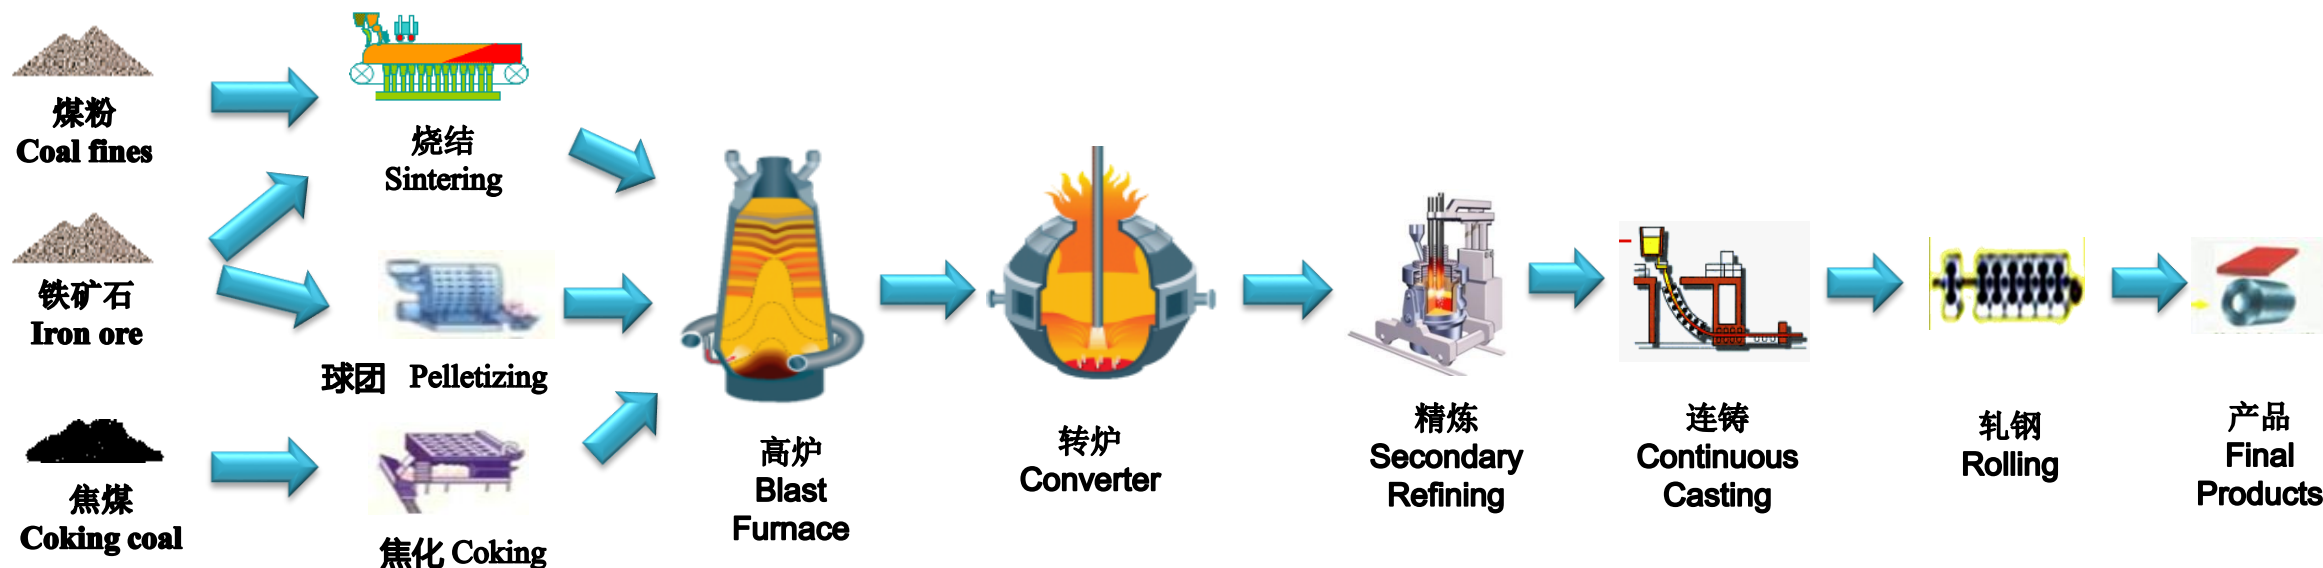 煤粉
Coal fines
铁矿石
Iron ore
焦煤
Coking coal
烧结
Sintering
球团 Pelletizing
焦化 Coking
高炉
Blast
Furnace
转炉
Converter
精炼
Secondary
Refining
连铸
Continuous
Casting
轧钢
Rolling
产品
Final
Products